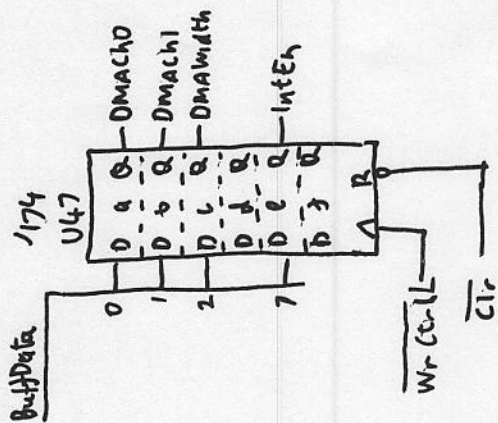 '174
U47
BuffData
0 D a Q DMACh0
1 D b Q DMACh1
2 D c Q DMAWidth
D d Q
7 D e Q IntEn
D f Q
R
Wr Ctrl L
Clr